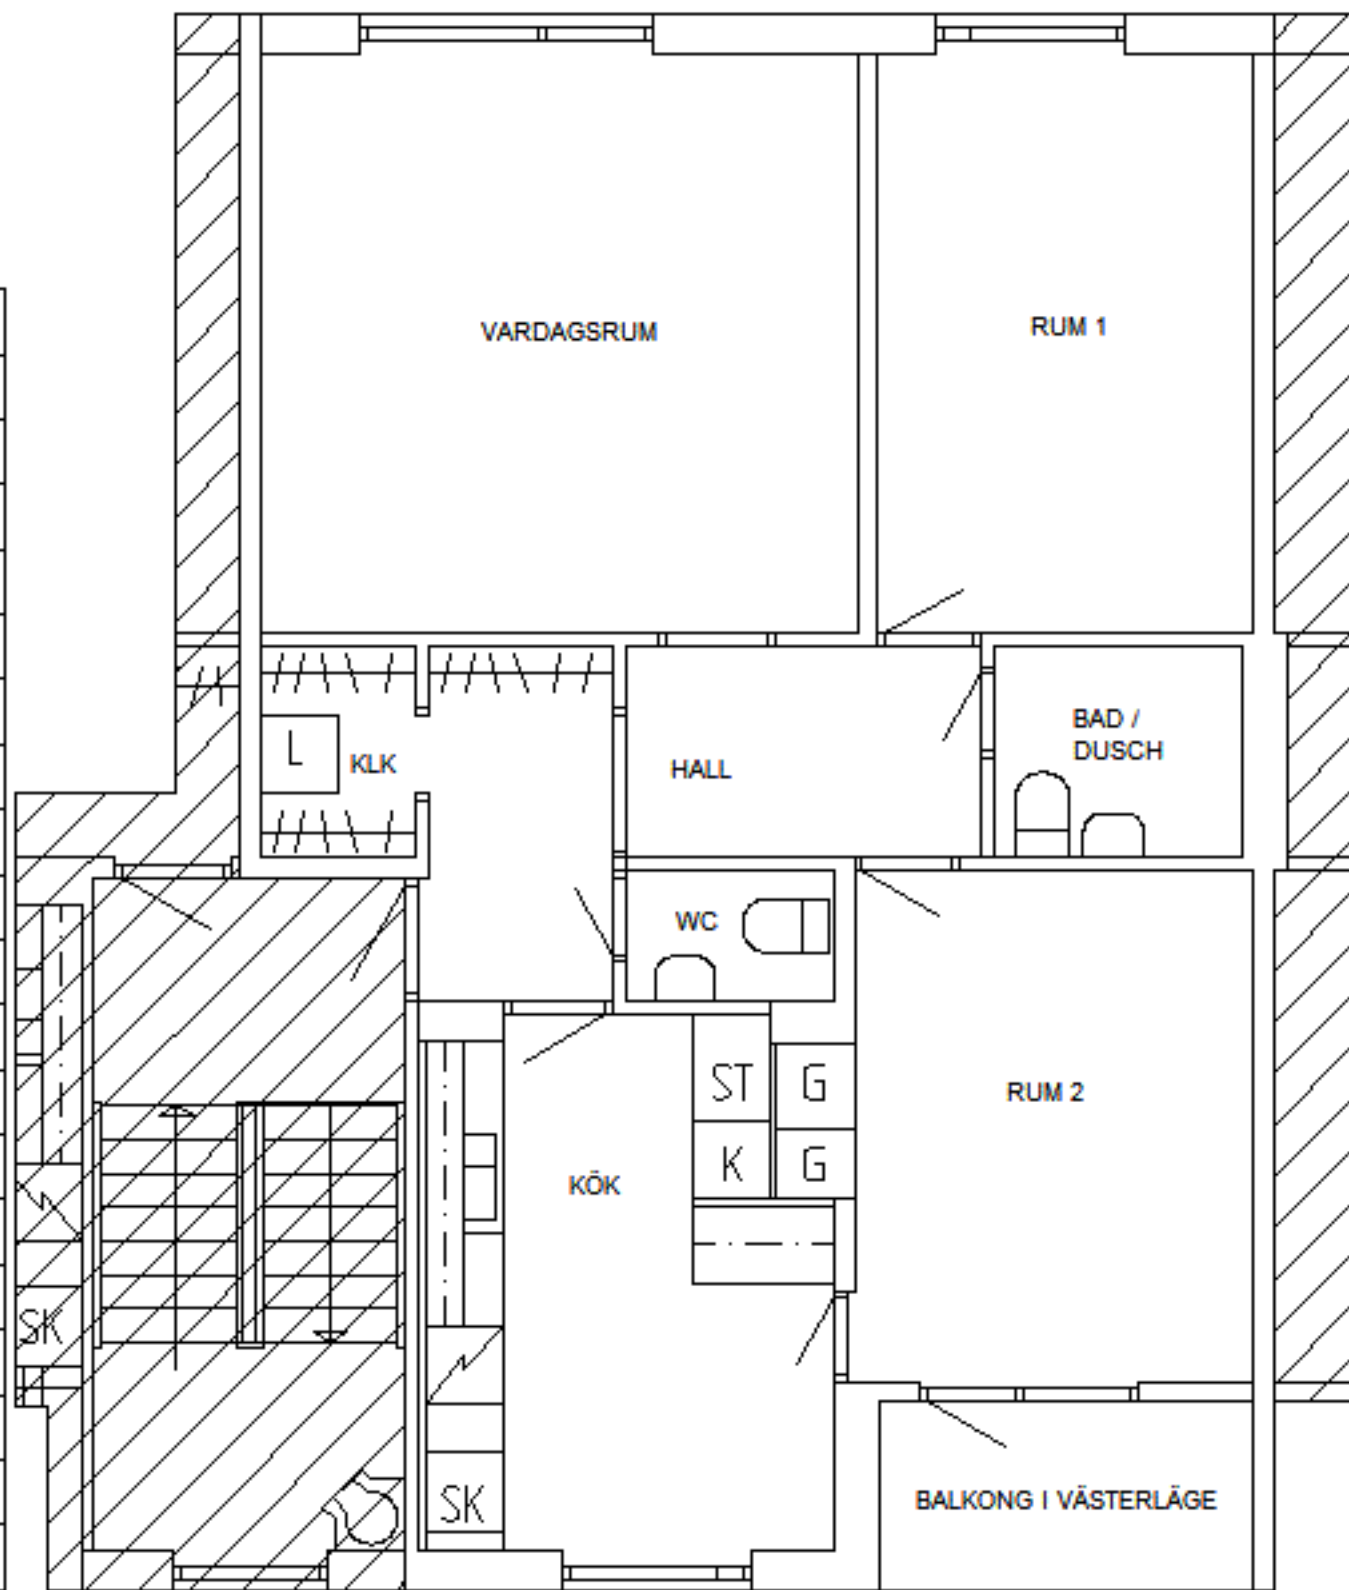 VARDAGSRUM
RUM 1
L
KLK
HALL
BAD /
DUSCH
WC
ST
G
RUM 2
K
G
KÖK
SK
SK
BALKONG I VÄSTERLÄGE